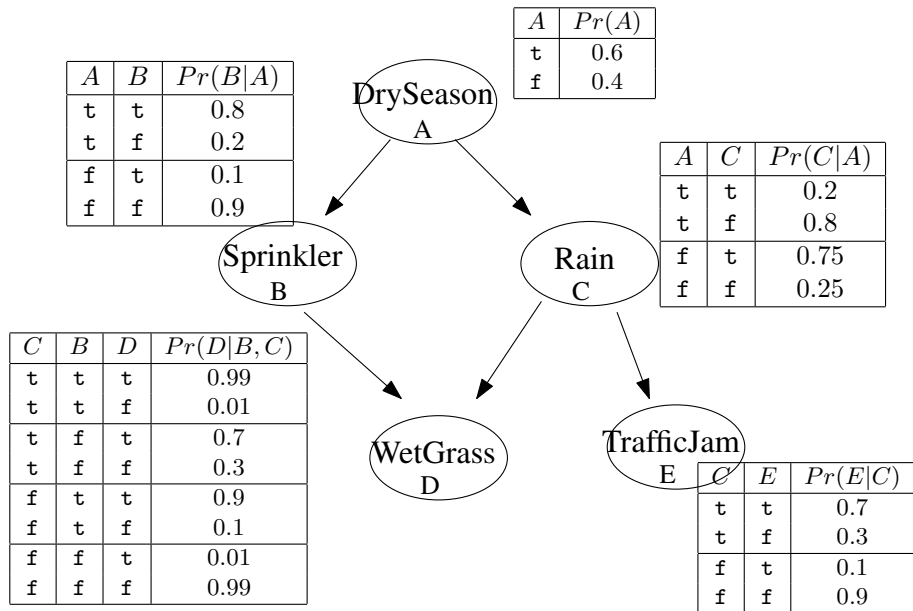 A Pr(A)
t 0.6
f 0.4
A B Pr(B|A)
t t 0.8
t f 0.2
f t 0.1
f f 0.9
DrySeason
A
A C Pr(C|A)
t t 0.2
t f 0.8
f t 0.75
f f 0.25
Sprinkler
B
Rain
C
C B D Pr(D|B, C)
t t t 0.99
t t f 0.01
t f t 0.7
t f f 0.3
f t t 0.9
f t f 0.1
f f t 0.01
f f f 0.99
WetGrass
D
TrafficJam
E
C E Pr(E|C)
t t 0.7
t f 0.3
f t 0.1
f f 0.9